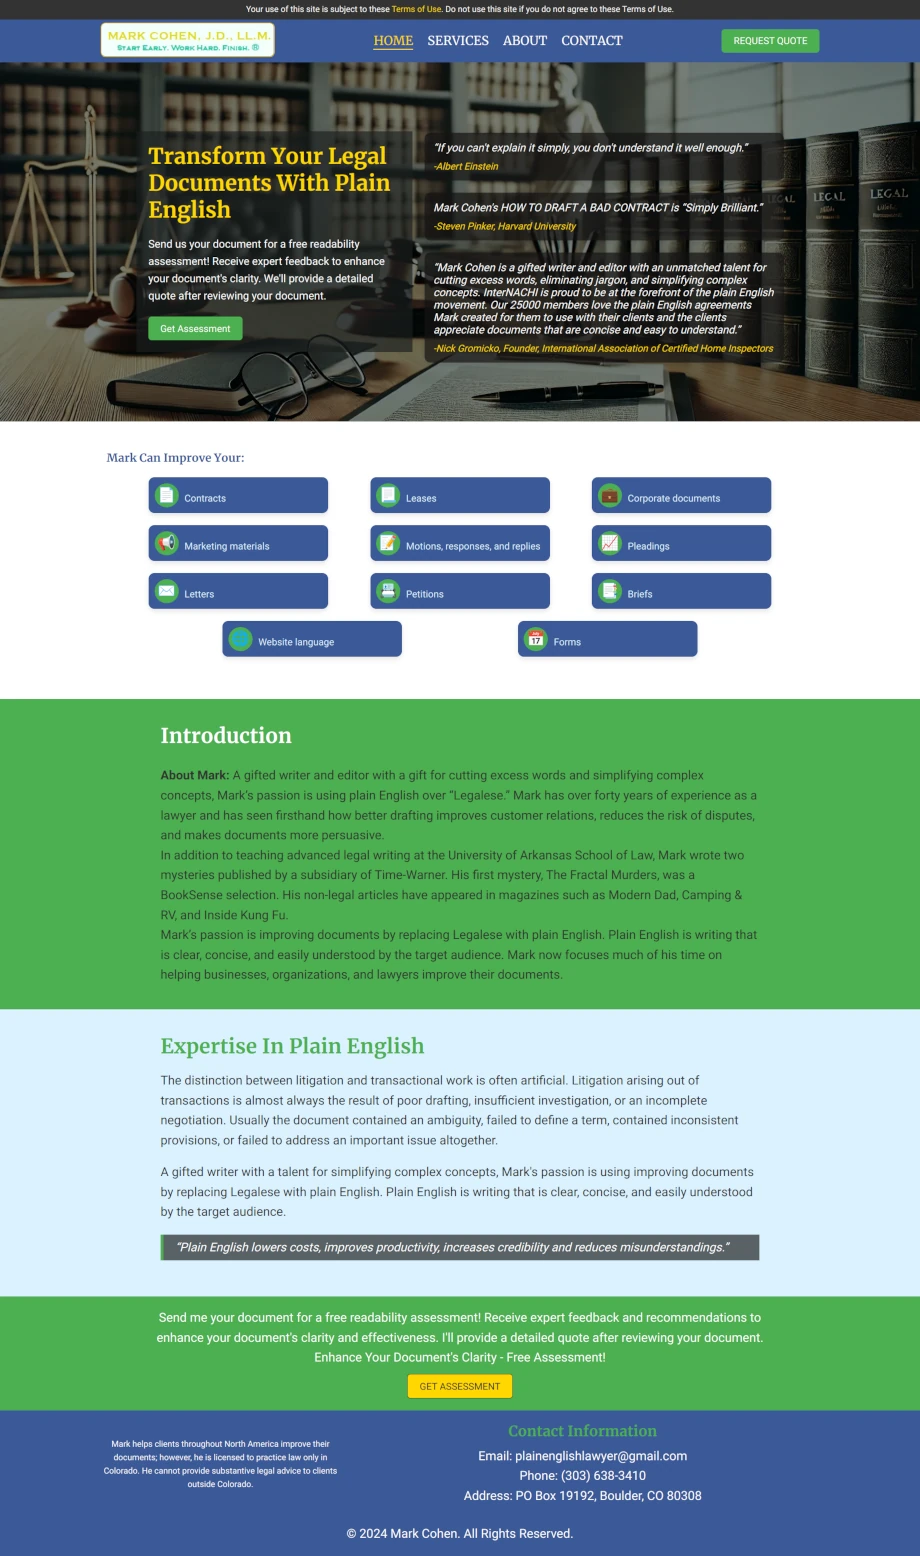 Your use of this site is subject to these Terms of Use. Do not use this site if you do not agree to these Terms of Use.
MARK COHEN, J.D., LL.M.
START EARLY. WORK HARD. FINISH. ®
HOME SERVICES ABOUT CONTACT
REQUEST QUOTE
Transform Your Legal
Documents With Plain
English
Send us your document for a free readability
assessment! Receive expert feedback to enhance
your document's clarity. We'll provide a detailed
quote after reviewing your document.
Get Assessment
“If you can't explain it simply, you don't understand it well enough.”
-Albert Einstein
Mark Cohen's HOW TO DRAFT A BAD CONTRACT is “Simply Brilliant.”
-Steven Pinker, Harvard University
“Mark Cohen is a gifted writer and editor with an unmatched talent for
cutting excess words, eliminating jargon, and simplifying complex
concepts. InterNACHI is proud to be at the forefront of the plain English
movement. Our 25000 members love the plain English agreements
Mark created for them to use with their clients and the clients
appreciate documents that are concise and easy to understand.”
-Nick Gromicko, Founder, International Association of Certified Home Inspectors
LEGAL
LEGAL
LEGAL
Mark Can Improve Your:
Contracts
Leases
Corporate documents
Marketing materials
Motions, responses, and replies
Pleadings
Letters
Petitions
Briefs
Website language
17
Forms
Introduction
About Mark: A gifted writer and editor with a gift for cutting excess words and simplifying complex
concepts, Mark's passion is using plain English over “Legalese.” Mark has over forty years of experience as a
lawyer and has seen firsthand how better drafting improves customer relations, reduces the risk of disputes,
and makes documents more persuasive.
In addition to teaching advanced legal writing at the University of Arkansas School of Law, Mark wrote two
mysteries published by a subsidiary of Time-Warner. His first mystery, The Fractal Murders, was a
BookSense selection. His non-legal articles have appeared in magazines such as Modern Dad, Camping &
RV, and Inside Kung Fu.
Mark's passion is improving documents by replacing Legalese with plain English. Plain English is writing that
is clear, concise, and easily understood by the target audience. Mark now focuses much of his time on
helping businesses, organizations, and lawyers improve their documents.
Expertise In Plain English
The distinction between litigation and transactional work is often artificial. Litigation arising out of
transactions is almost always the result of poor drafting, insufficient investigation, or an incomplete
negotiation. Usually the document contained an ambiguity, failed to define a term, contained inconsistent
provisions, or failed to address an important issue altogether.
A gifted writer with a talent for simplifying complex concepts, Mark's passion is using improving documents
by replacing Legalese with plain English. Plain English is writing that is clear, concise, and easily understood
by the target audience.
“Plain English lowers costs, improves productivity, increases credibility and reduces misunderstandings.”
Send me your document for a free readability assessment! Receive expert feedback and recommendations to
enhance your document's clarity and effectiveness. I'll provide a detailed quote after reviewing your document.
Enhance Your Document's Clarity - Free Assessment!
GET ASSESSMENT
Mark helps clients throughout North America improve their
documents; however, he is licensed to practice law only in
Colorado. He cannot provide substantive legal advice to clients
outside Colorado.
Contact Information
Email: plainenglishlawyer@gmail.com
Phone: (303) 638-3410
Address: PO Box 19192, Boulder, CO 80308
© 2024 Mark Cohen. All Rights Reserved.